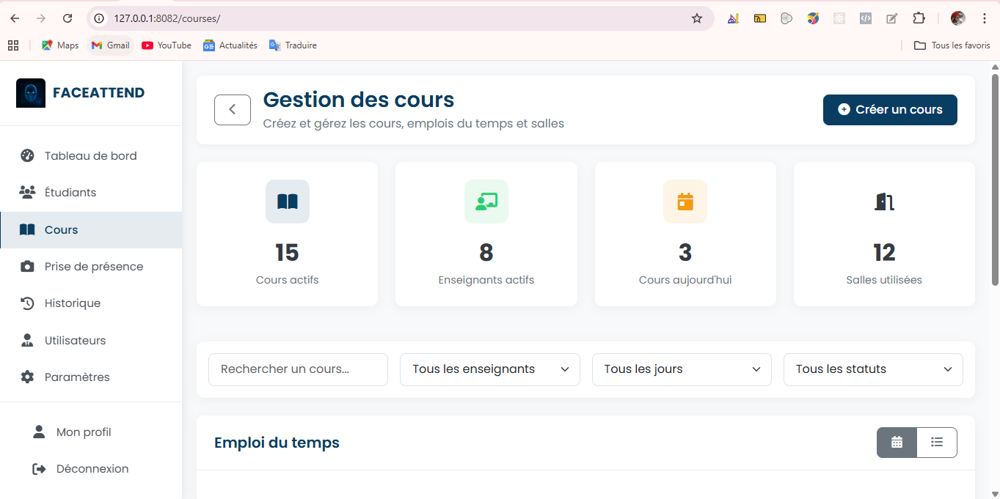 127.0.0.1:8082/courses/
Maps
Gmail
YouTube
Actualités
Traduire
Tous les favoris
FACEATTEND
Tableau de bord
Étudiants
Cours
Prise de présence
Historique
Utilisateurs
Paramètres
Mon profil
Déconnexion
Gestion des cours
Créez et gérez les cours, emplois du temps et salles
Créer un cours
15
Cours actifs
8
Enseignants actifs
3
Cours aujourd'hui
12
Salles utilisées
Rechercher un cours...
Tous les enseignants
Tous les jours
Tous les statuts
Emploi du temps